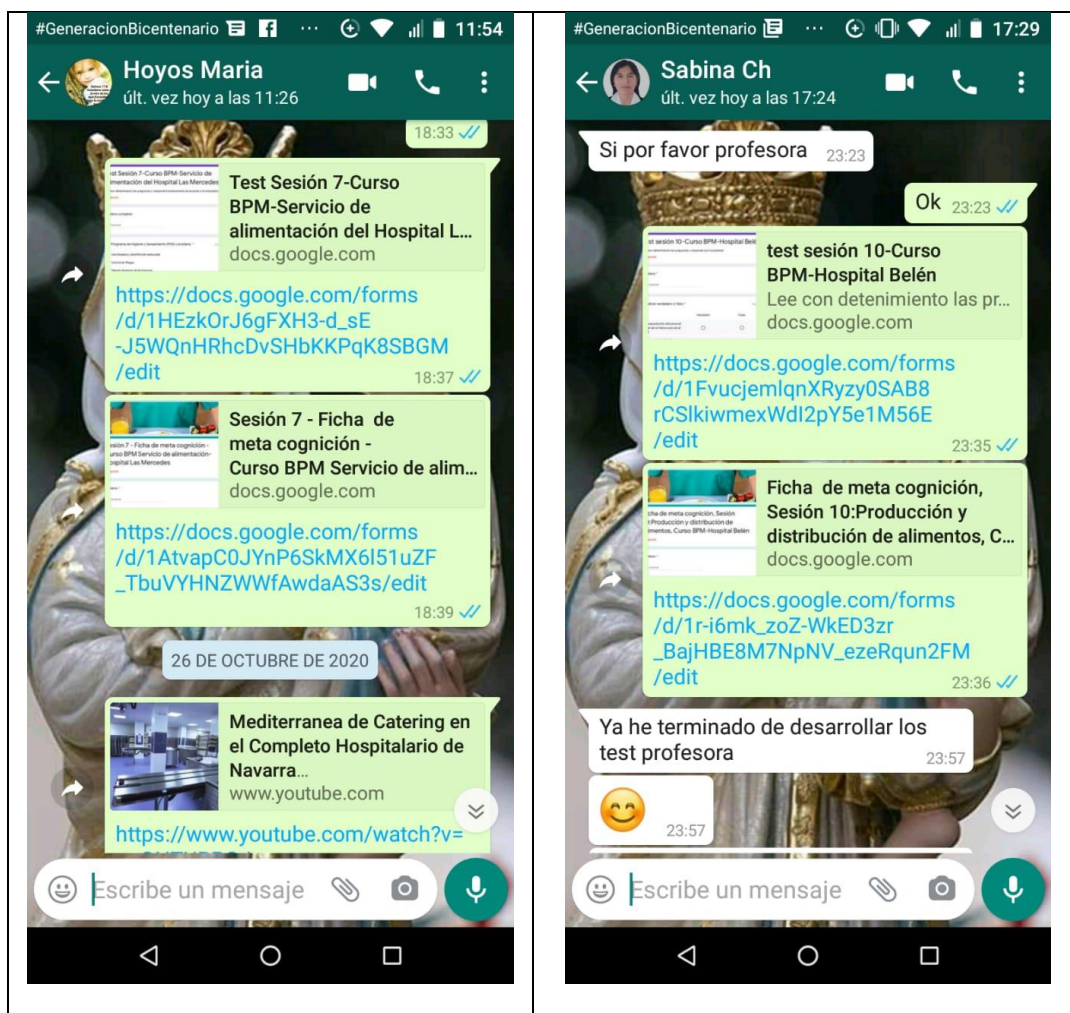 #GeneracionBicentenario ... 11:54
Hoyos Maria
últ. vez hoy a las 11:26
18:33
Test Sesión 7-Curso
BPM-Servicio de
alimentación del Hospital L...
docs.google.com
https://docs.google.com/forms
/d/1HEzkOrJ6gFXH3-d_sE
-J5WQnHRhcDvSHbKKPqK8SBGM
/edit
18:37
Sesión 7 - Ficha de
meta cognición -
Curso BPM Servicio de alim...
docs.google.com
https://docs.google.com/forms
/d/1AtvapC0JYnP6SkMX6l51uZF
_TbuVYHNZWWfAwdaAS3s/edit
18:39
26 DE OCTUBRE DE 2020
Mediterranea de Catering en
el Completo Hospitalario de
Navarra...
www.youtube.com
https://www.youtube.com/watch?v=
Escribe un mensaje
#GeneracionBicentenario ... 17:29
Sabina Ch
últ. vez hoy a las 17:24
Si por favor profesora 23:23
Ok 23:23
test sesión 10-Curso
BPM-Hospital Belén
Lee con detenimiento las pr...
docs.google.com
https://docs.google.com/forms
/d/1FvucjemlqnXRyzy0SAB8
rCSlkiwmexWdI2pY5e1M56E
/edit
23:35
Ficha de meta cognición,
Sesión 10:Producción y
distribución de alimentos, C...
docs.google.com
https://docs.google.com/forms
/d/1r-i6mk_zoZ-WkED3zr
_BajHBE8M7NpNV_ezeRqun2FM
/edit
23:36
Ya he terminado de desarrollar los
test profesora 23:57
23:57
Escribe un mensaje